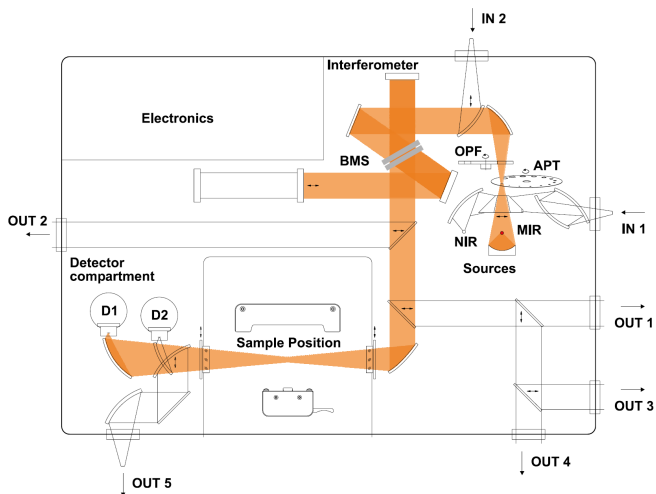 IN 2
Interferometer
Electronics
OPF
BMS
APT
OUT 2
NIR
MIR
IN 1
Sources
Detector
compartment
D1
D2
Sample Position
OUT 1
OUT 3
OUT 4
OUT 5